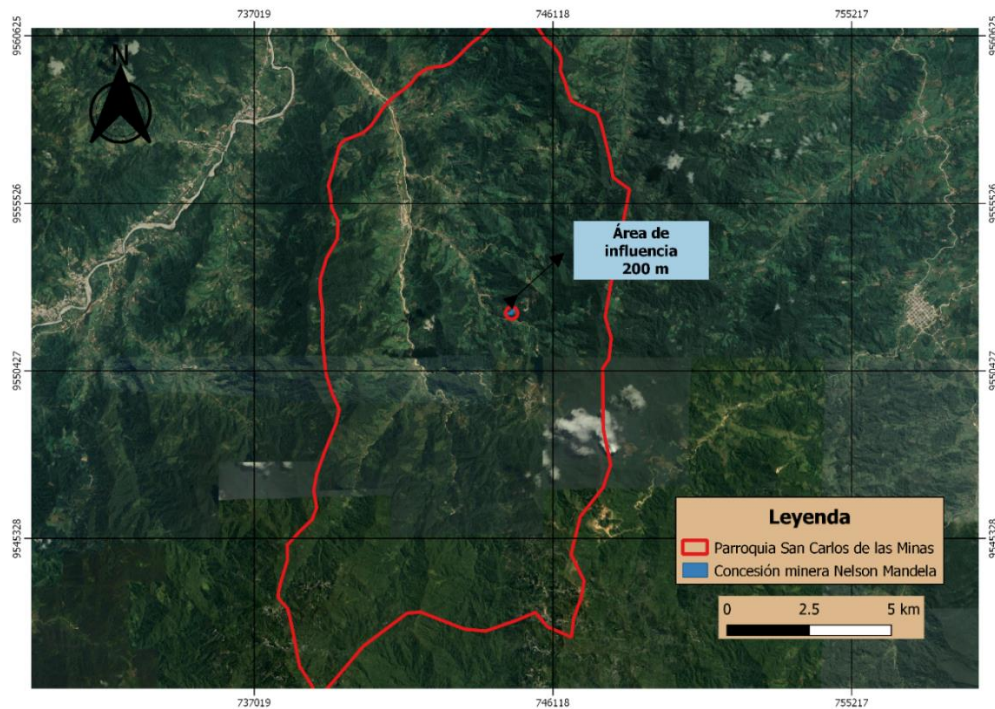 737019
746118
755217
9560625
9560625
N
9555526
9555526
Área de
influencia
200 m
9550427
9550427
Leyenda
9545328
9545328
Parroquia San Carlos de las Minas
Concesión minera Nelson Mandela
0 2.5 5 km
737019
746118
755217